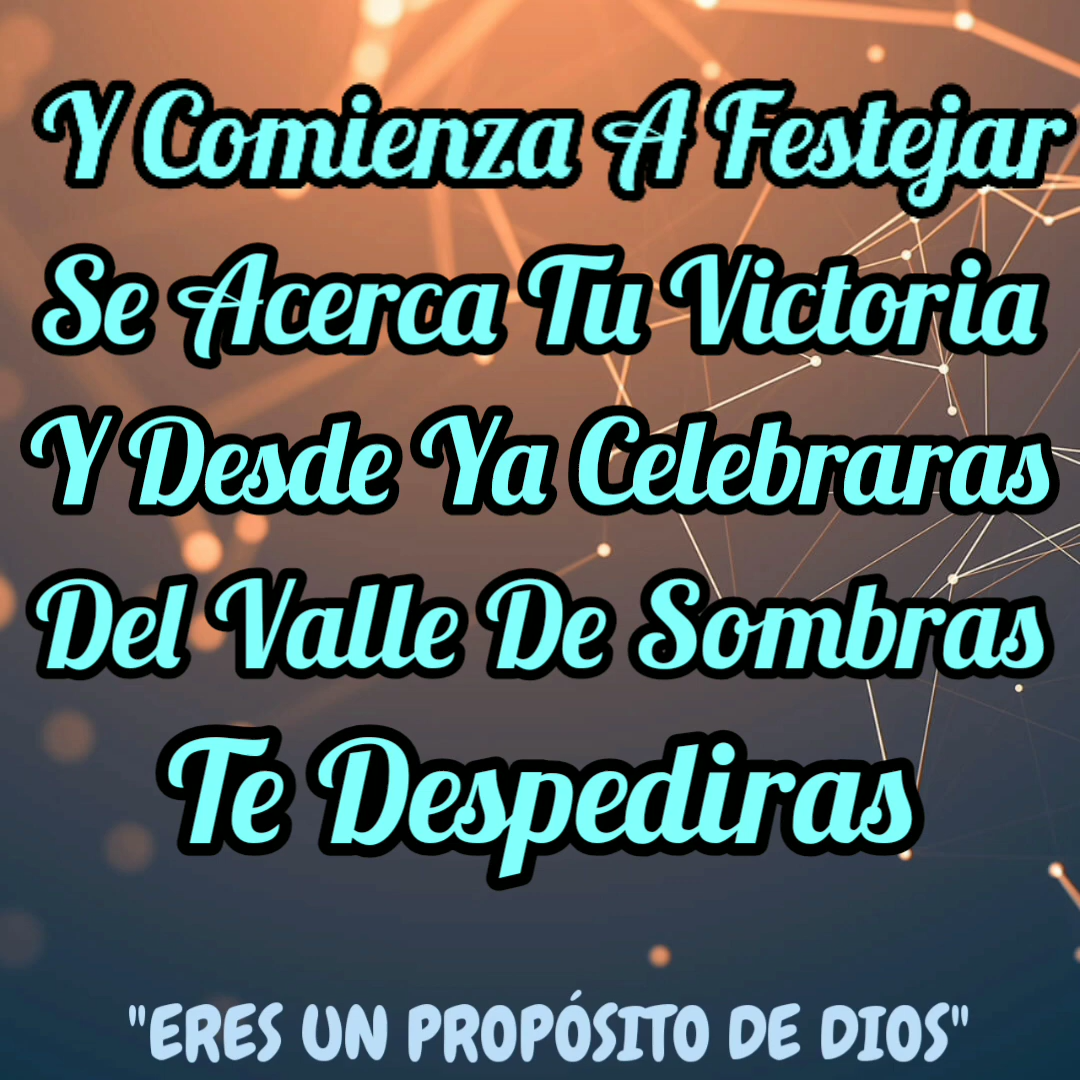 Y Comienza A Festejar
Se Acerca Tu Victoria
Y Desde Ya Celebraras
Del Valle De Sombras
Te Despediras
"ERES UN PROPÓSITO DE DIOS"